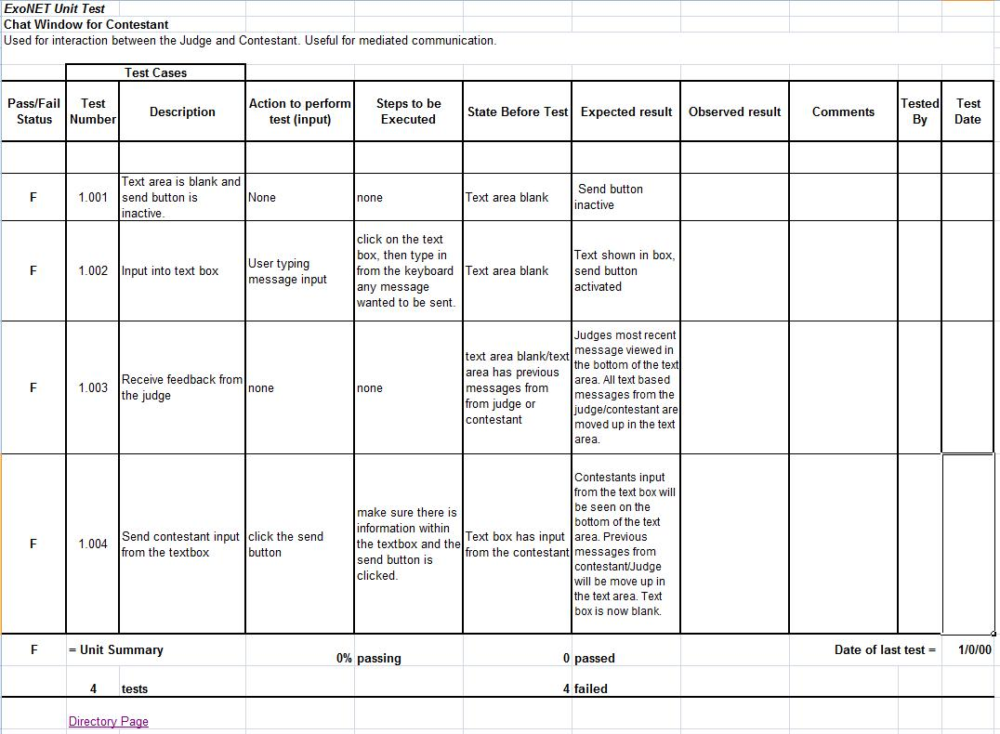 ExoNET Unit Test
Chat Window for Contestant
Used for interaction between the Judge and Contestant. Useful for mediated communication.
Test Cases
Pass/Fail
Status
Test
Number
Description
Action to perform
test (input)
Steps to be
Executed
State Before Test
Expected result
Observed result
Comments
Tested
By
Test
Date
F
1.001
Text area is blank and
send button is
inactive.
None
none
Text area blank
Send button
inactive
F
1.002
Input into text box
User typing
message input
click on the text
box, then type in
from the keyboard
any message
wanted to be sent.
Text area blank
Text shown in box,
send button
activated
F
1.003
Receive feedback from
the judge
none
none
text area blank/text
area has previous
messages from
from judge or
contestant
Judges most recent
message viewed in
the bottom of the text
area. All text based
messages from the
judge/contestant are
moved up in the text
area.
F
1.004
Send contestant input
from the textbox
click the send
button
make sure there is
information within
the textbox and the
send button is
clicked.
Text box has input
from the contestant
Contestants input
from the text box will
be seen on the
bottom of the text
area. Previous
messages from
contestant/Judge
will be move up in
the text area. Text
box is now blank.
F
= Unit Summary
0% passing
0 passed
Date of last test =
1/0/00
4 tests
4 failed
Directory Page